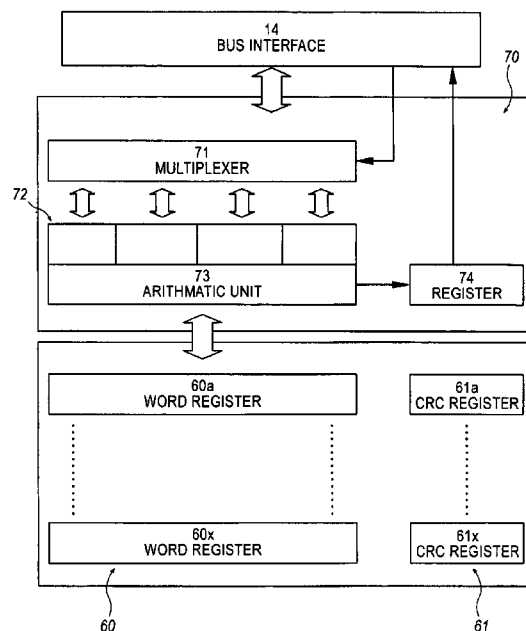 14
BUS INTERFACE
70
71
MULTIPLEXER
72
73
ARITHMATIC UNIT
74
REGISTER
60a
WORD REGISTER
61a
CRC REGISTER
60x
WORD REGISTER
61x
CRC REGISTER
60
61